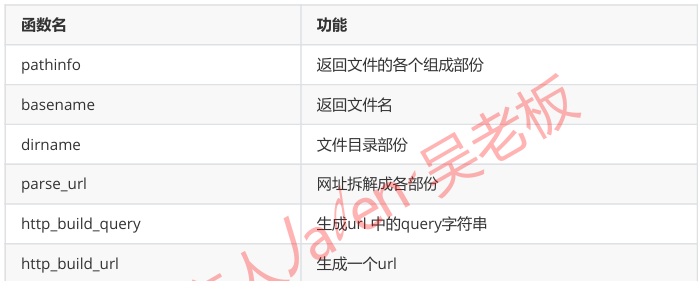 函数名 功能
pathinfo 返回文件的各个组成部份
basename 返回文件名
dirname 文件目录部份
parse_url 网址拆解成各部份
http_build_query 生成url 中的query字符串
http_build_url 生成一个url
人Jaden-吴老板